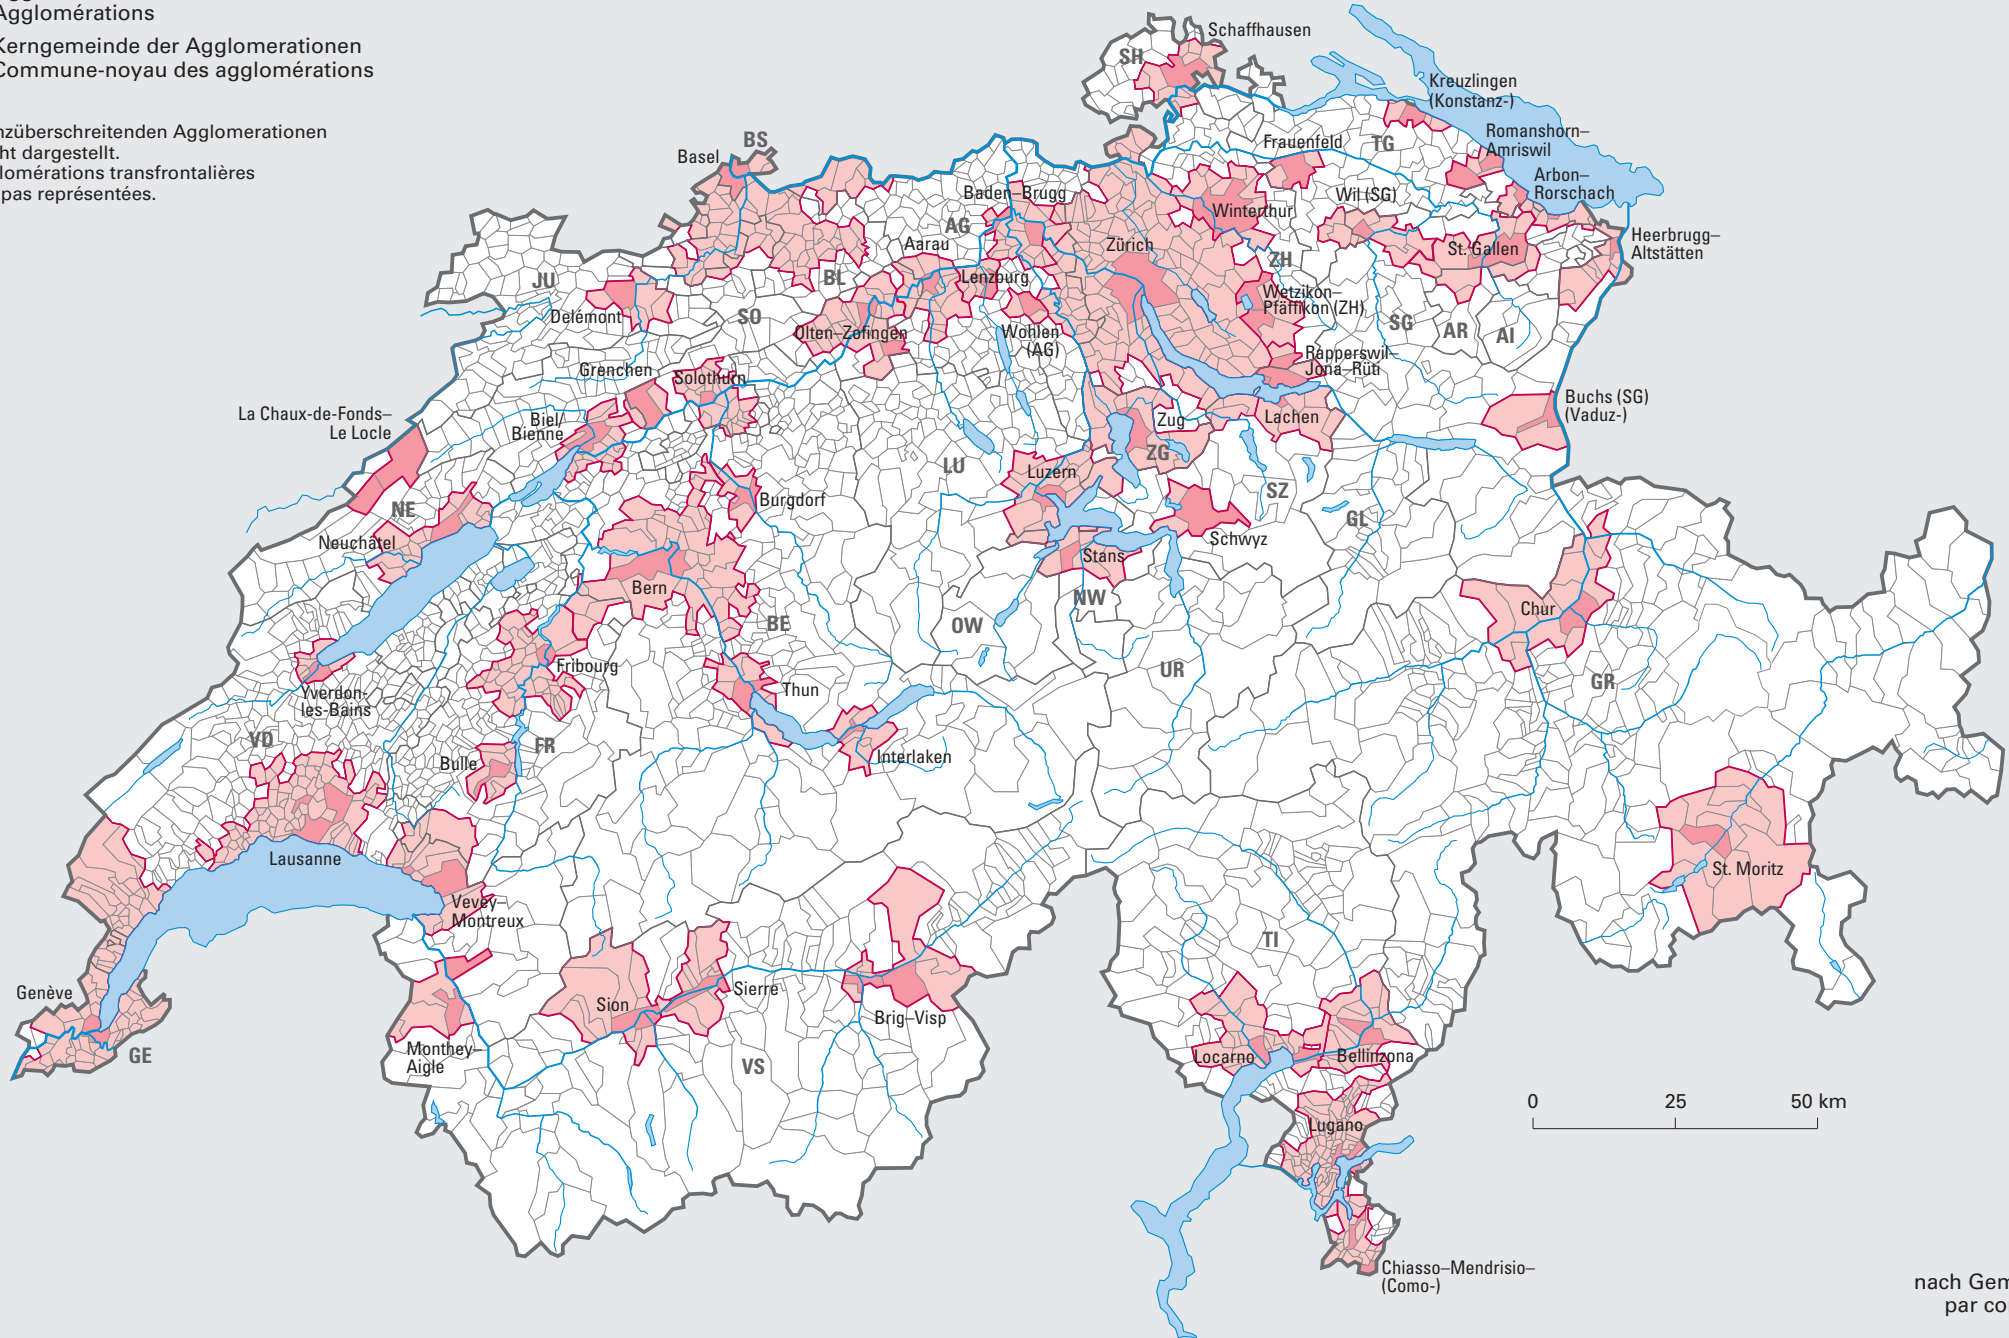 Agglomérations
Kerngemeinde der Agglomerationen
Commune-noyau des agglomérations
nzüberschreitenden Agglomerationen
ht dargestellt.
lomérations transfrontalières
pas représentées.
Schaffhausen
SH
Kreuzlingen
(Konstanz-)
Romanshorn–
Amriswil
Frauenfeld
TG
BS
Basel
Arbon–
Rorschach
Baden–Brugg
Wil (SG)
Winterthur
AG
Aarau
Zürich
St. Gallen
Heerbrugg–
Altstätten
ZH
JU
BL
Lenzburg
Wetzikon–
Pfäffikon (ZH)
Delémont
SO
Olten–Zofingen
Wohlen
(AG)
SG
AR
AI
Rapperswil–
Jona–Rüti
Grenchen
Solothurn
Buchs (SG)
(Vaduz-)
La Chaux-de-Fonds–
Le Locle
Biel/
Bienne
Zug
Lachen
ZG
LU
Luzern
SZ
NE
Burgdorf
GL
Neuchâtel
Schwyz
Stans
Bern
NW
Chur
BE
OW
Fribourg
UR
GR
Yverdon-
les-Bains
Thun
VD
FR
Bulle
Interlaken
Lausanne
St. Moritz
Vevey–
Montreux
TI
Genève
Sion
Sierre
Brig–Visp
GE
Monthey–
Aigle
VS
Locarno
Bellinzona
0 25 50 km
Lugano
Chiasso–Mendrisio–
(Como-)
nach Gem
par co